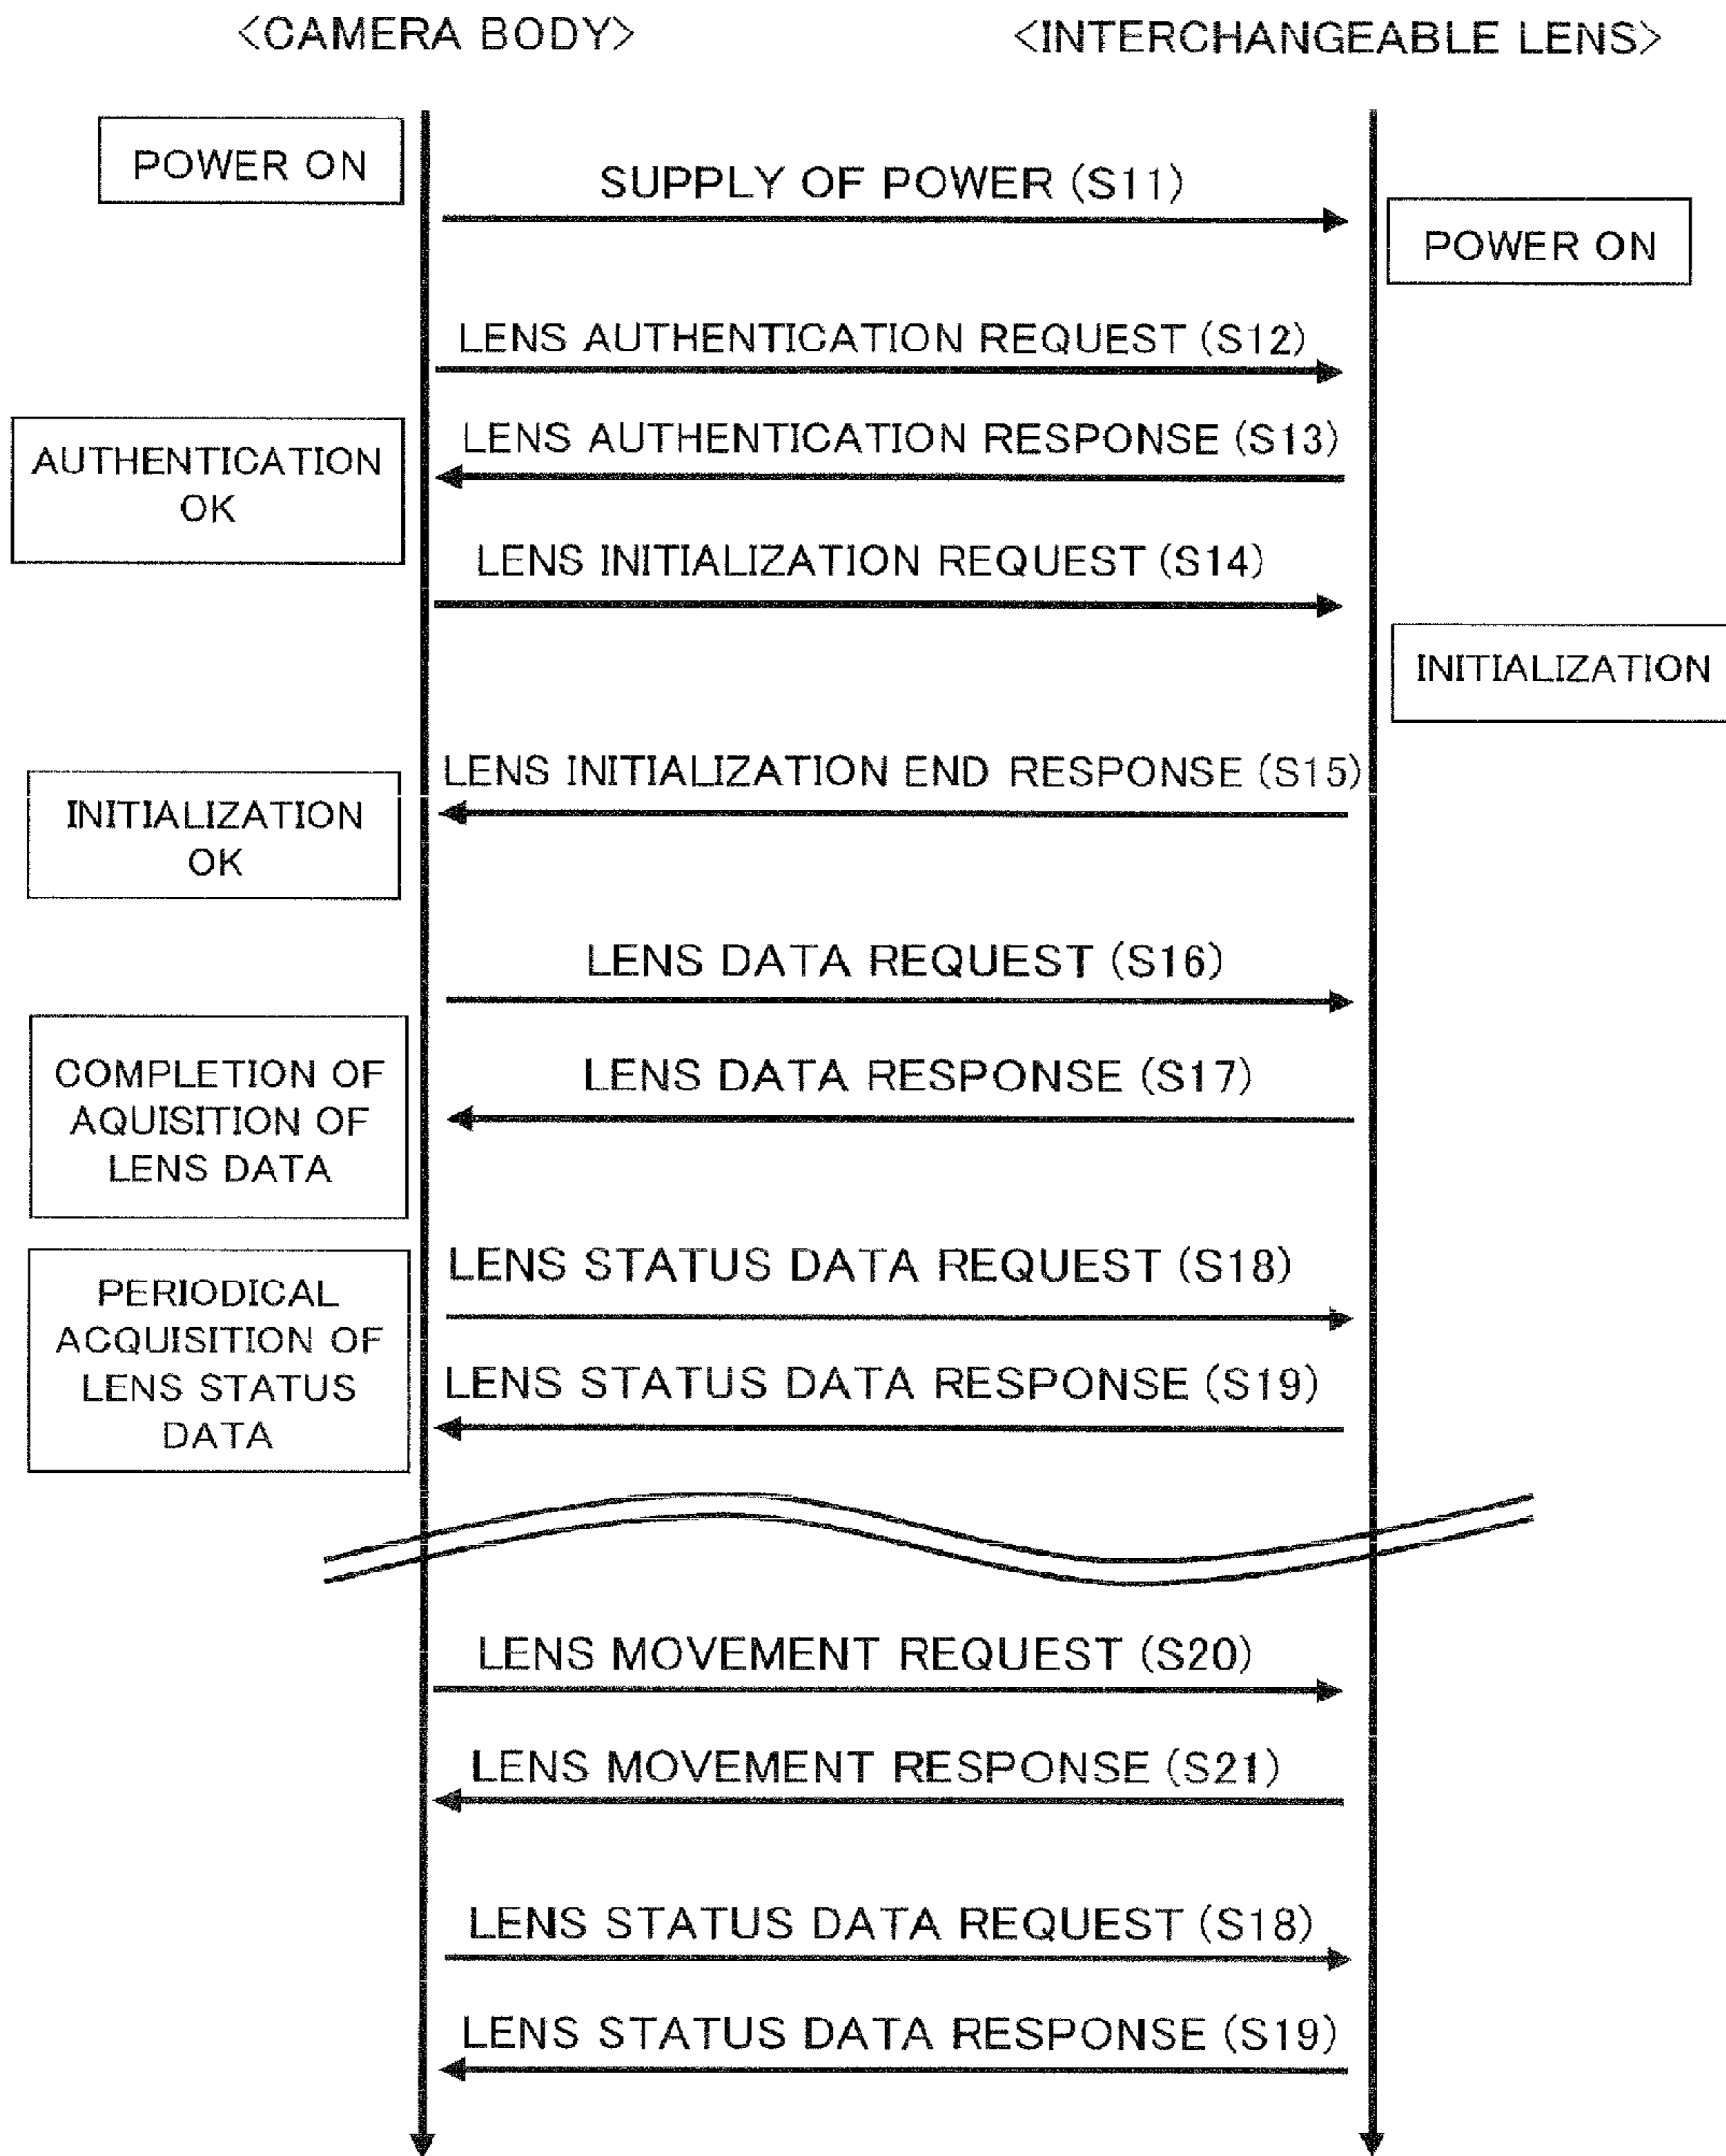 <CAMERA BODY>
<INTERCHANGEABLE LENS>
POWER ON
SUPPLY OF POWER (S11)
POWER ON
LENS AUTHENTICATION REQUEST (S12)
LENS AUTHENTICATION RESPONSE (S13)
AUTHENTICATION
OK
LENS INITIALIZATION REQUEST (S14)
INITIALIZATION
LENS INITIALIZATION END RESPONSE (S15)
INITIALIZATION
OK
LENS DATA REQUEST (S16)
LENS DATA RESPONSE (S17)
COMPLETION OF
AQUISITION OF
LENS DATA
LENS STATUS DATA REQUEST (S18)
PERIODICAL
ACQUISITION OF
LENS STATUS
DATA
LENS STATUS DATA RESPONSE (S19)
LENS MOVEMENT REQUEST (S20)
LENS MOVEMENT RESPONSE (S21)
LENS STATUS DATA REQUEST (S18)
LENS STATUS DATA RESPONSE (S19)